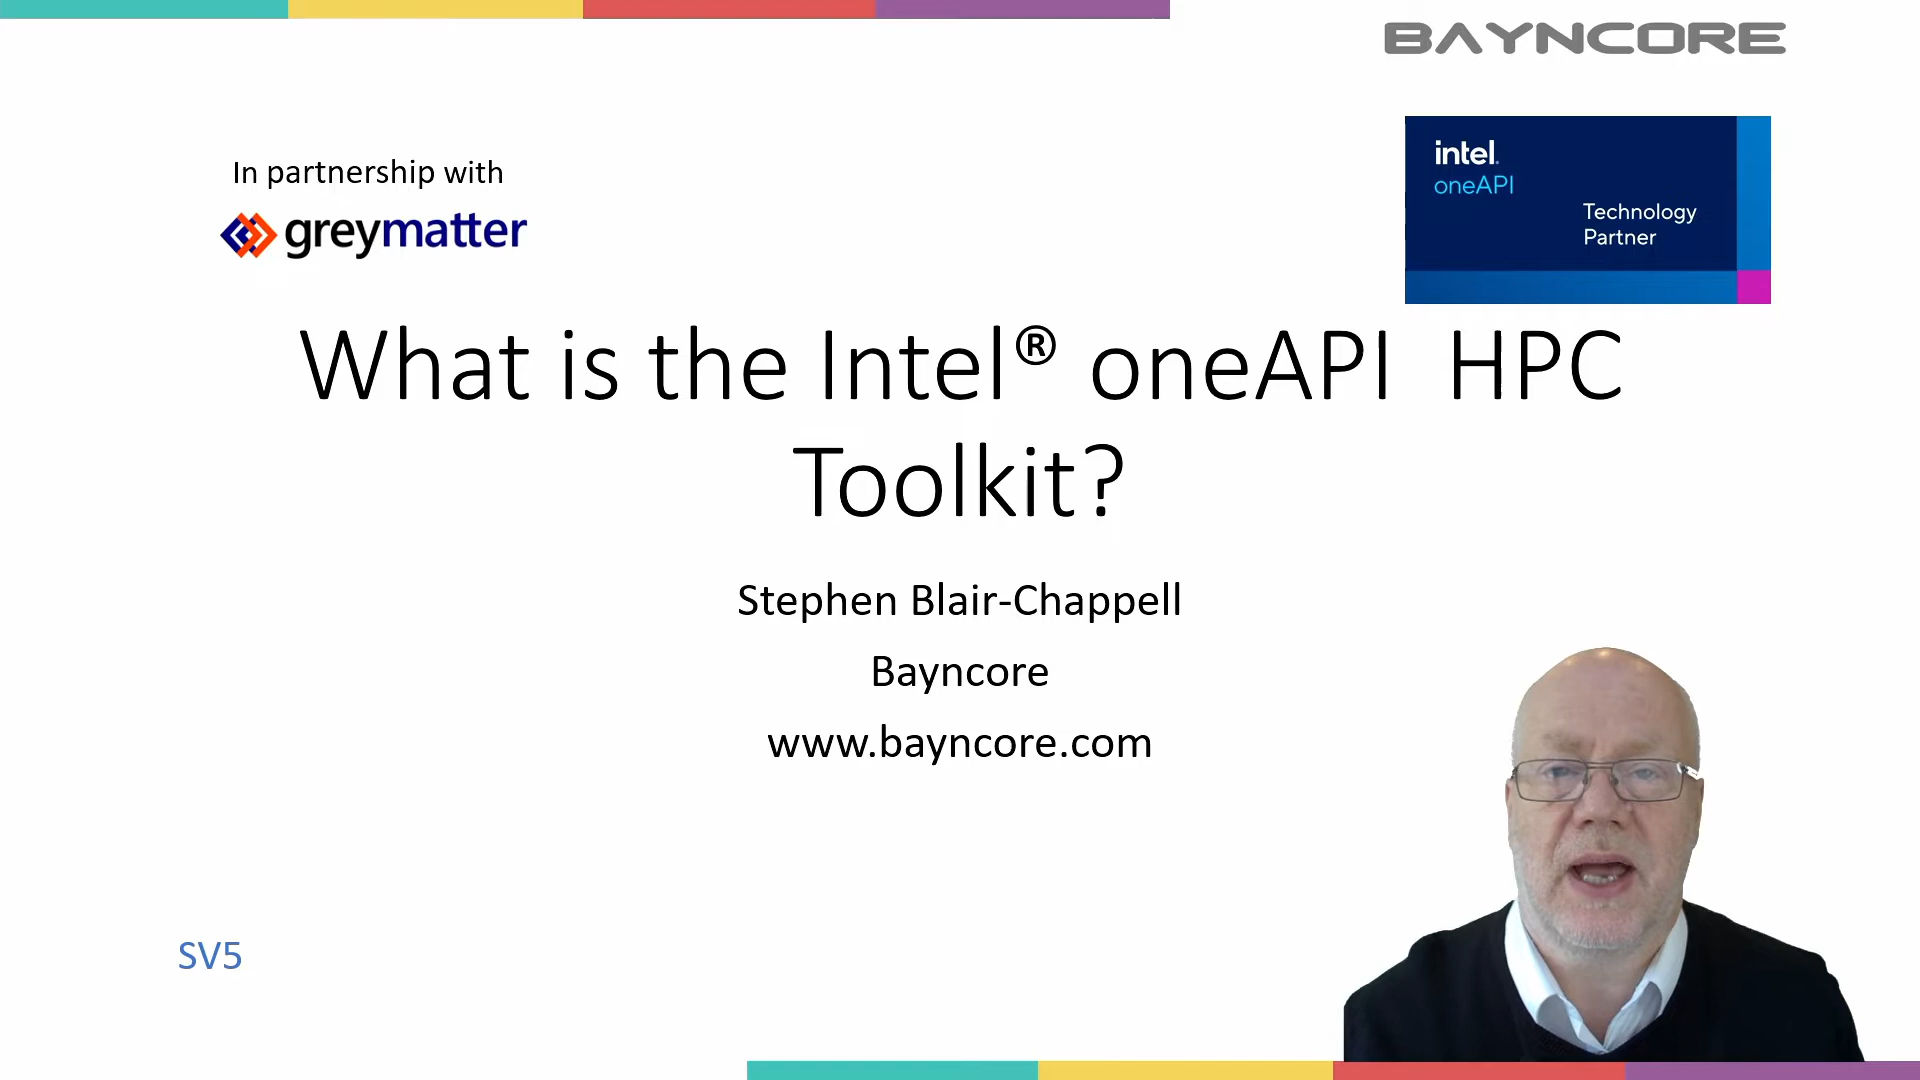 BAYNCORE
In partnership with
greymatter
intel.
oneAPI
Technology
Partner
What is the Intel® oneAPI  HPC
Toolkit?
Stephen Blair-Chappell
Bayncore
www.bayncore.com
SV5